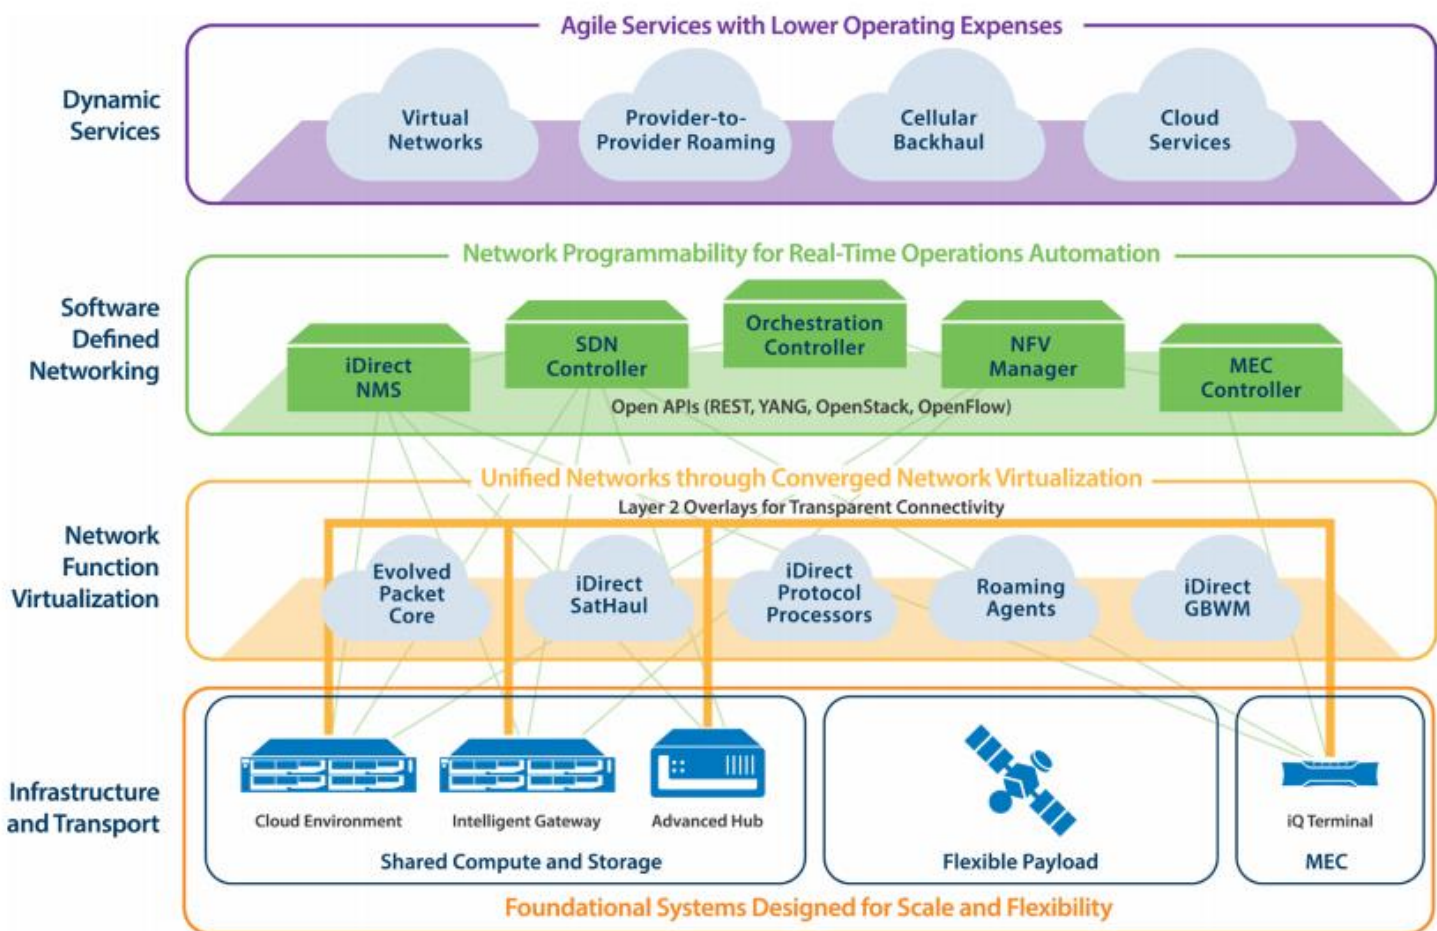 Agile Services with Lower Operating Expenses
Dynamic
Services
Virtual
Networks
Provider-to-
Provider Roaming
Cellular
Backhaul
Cloud
Services
Network Programmability for Real-Time Operations Automation
Software
Defined
Networking
iDirect
NMS
SDN
Controller
Orchestration
Controller
NFV
Manager
MEC
Controller
Open APIs (REST, YANG, OpenStack, OpenFlow)
Unified Networks through Converged Network Virtualization
Layer 2 Overlays for Transparent Connectivity
Network
Function
Virtualization
Evolved
Packet
Core
iDirect
SatHaul
iDirect
Protocol
Processors
Roaming
Agents
iDirect
GBWM
Infrastructure
and Transport
Cloud Environment
Intelligent Gateway
Advanced Hub
iQ Terminal
Shared Compute and Storage
Flexible Payload
MEC
Foundational Systems Designed for Scale and Flexibility